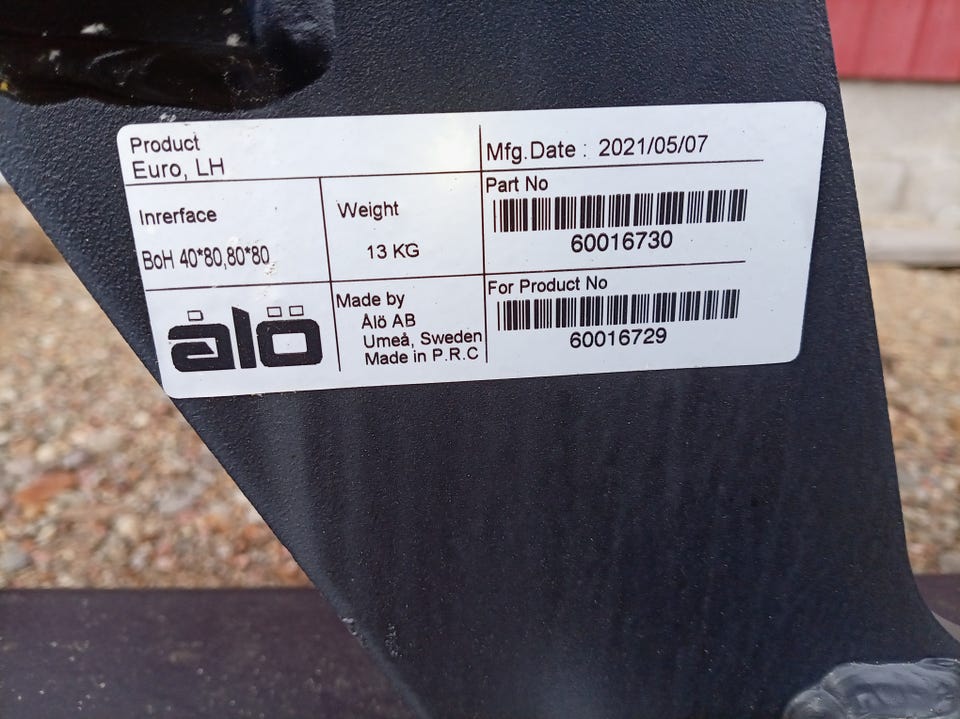 Product
Euro, LH
Mfg.Date : 2021/05/07
Inrerface
BoH 40*80,80*80
Weight
13 KG
Part No
60016730
ålö
Made by
Ålö AB
Umeå, Sweden
Made in P.R.C
For Product No
60016729